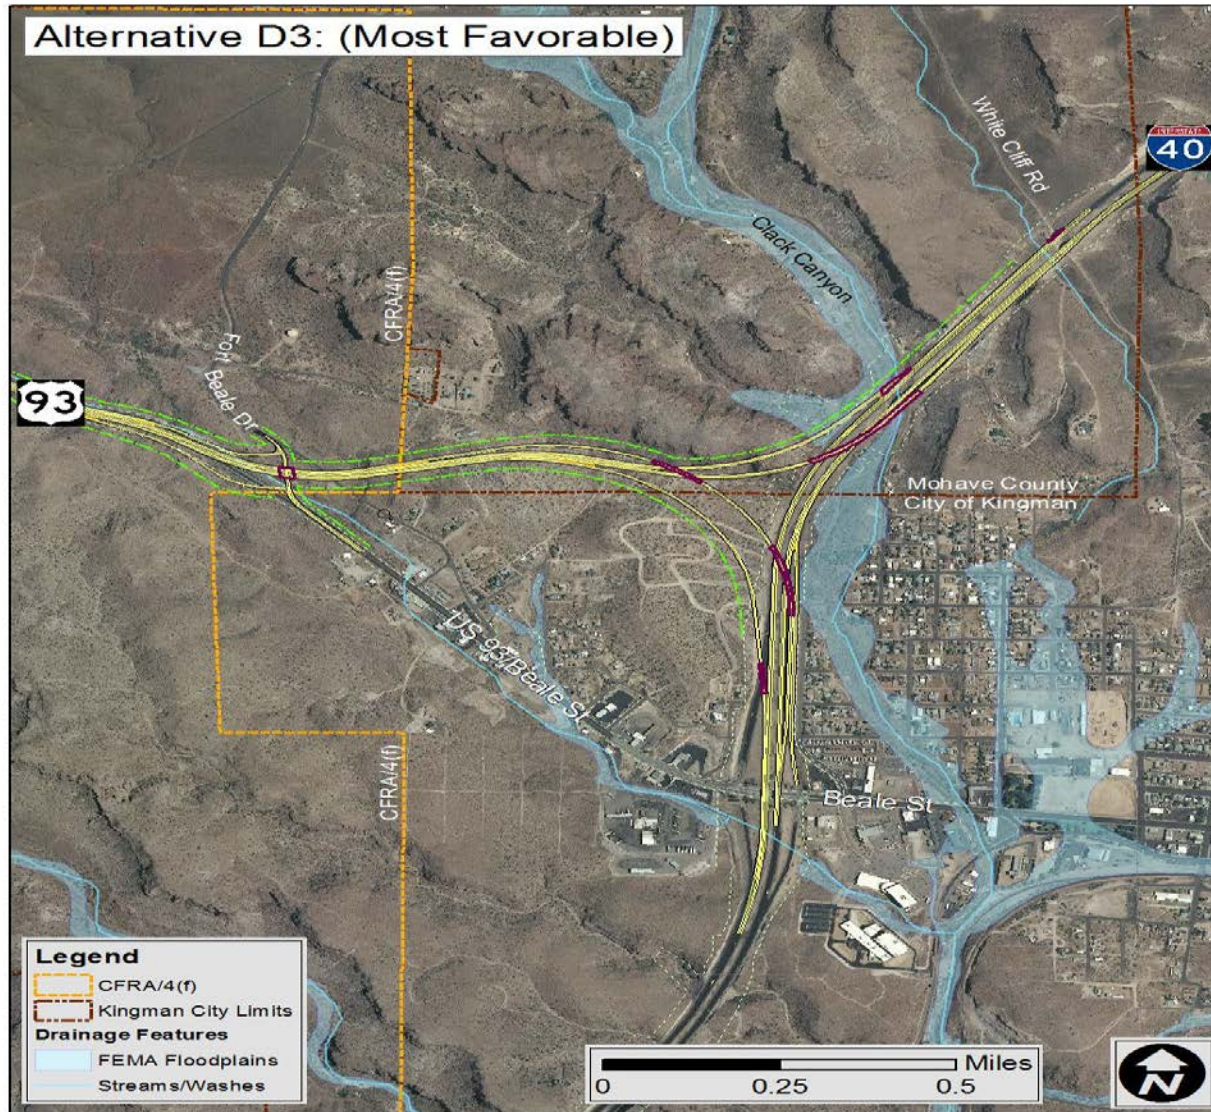 Alternative D3: (Most Favorable)
White Cliff Rd
INTERSTATE
40
Clack Canyon
CFRA/4(f)
Fort Beale Dr
93
Mohave County
City of Kingman
US 93/Beale St
CFRA/4(f)
Beale St
Legend
CFRA/4(f)
Kingman City Limits
Drainage Features
FEMA Floodplains
Streams/Washes
Miles
0 0.25 0.5
N